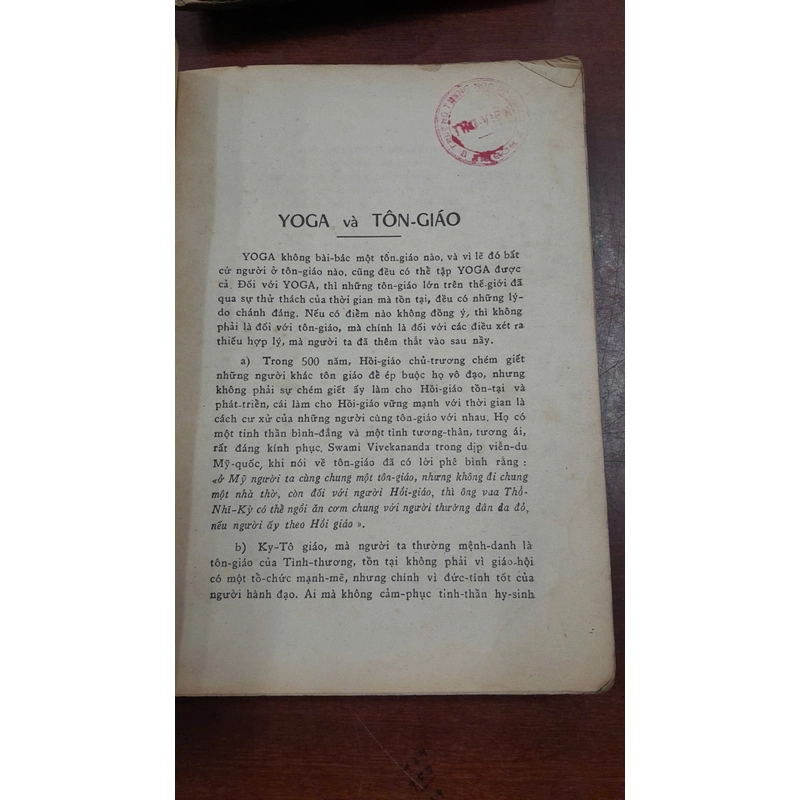 THƯ-VIỆN
YOGA và TÔN-GIÁO
YOGA không bài-bác một tôn-giáo nào, và vì lẽ đó bất
cứ người ở tôn-giáo nào, cũng đều có thể tập YOGA được
cả. Đối với YOGA, thì những tôn-giáo lớn trên thế-giới đã
qua sự thử thách của thời gian mà tồn tại, đều có những lý-
do chánh đáng. Nếu có điểm nào không đồng ý, thì không
phải là đối với tôn-giáo, mà chính là đối với các điều xét ra
thiếu hợp lý, mà người ta đã thêm thắt vào sau nầy.
a) Trong 500 năm, Hồi-giáo chủ-trương chém giết
những người khác tôn giáo để ép buộc họ vô đạo, nhưng
không phải sự chém giết ấy làm cho Hồi-giáo tồn-tại và
phát-triển, cái làm cho Hồi-giáo vững mạnh với thời gian là
cách cư xử của những người cùng tôn-giáo với nhau. Họ có
một tinh thần bình-đẳng và một tình tương-thân, tương ái,
rất đáng kính phục. Swami Vivekananda trong dịp viễn-du
Mỹ-quốc, khi nói về tôn-giáo đã có lời phê bình rằng :
«ở Mỹ người ta cùng chung một tôn-giáo, nhưng không đi chung
một nhà thờ, còn đối với người Hồi-giáo, thì ông vua Thổ-
Nhĩ-Kỳ có thể ngồi ăn cơm chung với người thường dân da đỏ,
nếu người ấy theo Hồi giáo ».
b) Ky-Tô giáo, mà người ta thường mệnh-danh là
tôn-giáo của Tình-thương, tồn tại không phải vì giáo-hội
có một tổ-chức mạnh-mẽ, nhưng chính vì đức-tính tốt của
người hành đạo. Ai mà không cảm-phục tinh-thần hy-sinh